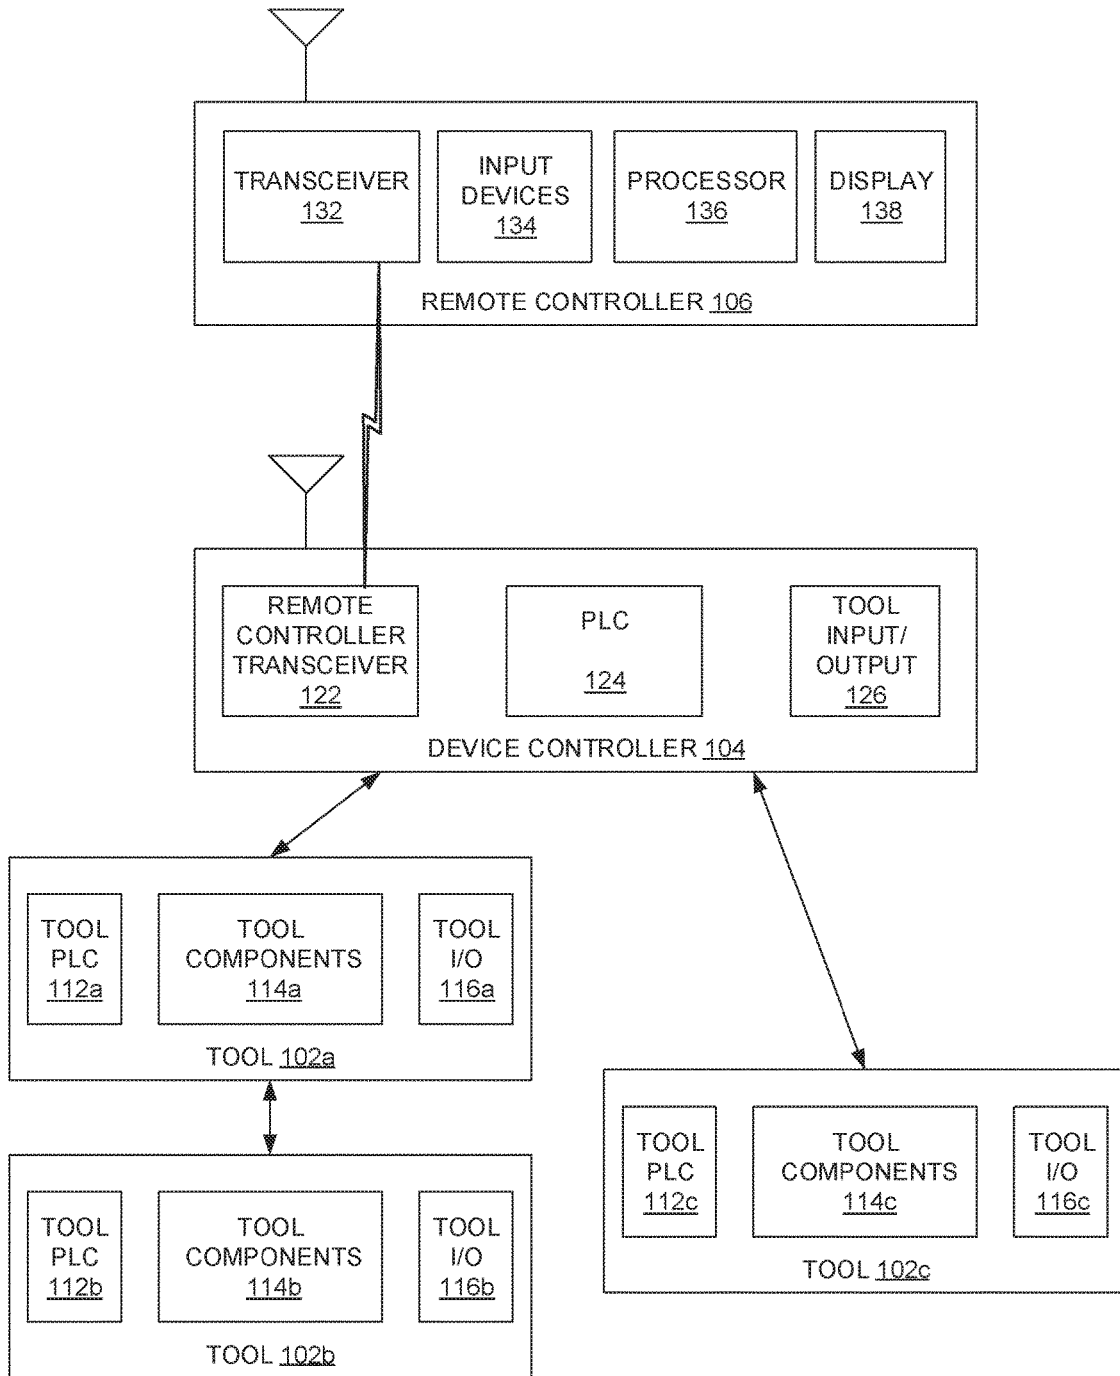 TRANSCEIVER
132
INPUT
DEVICES
134
PROCESSOR
136
DISPLAY
138
REMOTE CONTROLLER 106
REMOTE
CONTROLLER
TRANSCEIVER
122
PLC
124
TOOL
INPUT/
OUTPUT
126
DEVICE CONTROLLER 104
TOOL
PLC
112a
TOOL
COMPONENTS
114a
TOOL
I/O
116a
TOOL 102a
TOOL
PLC
112b
TOOL
COMPONENTS
114b
TOOL
I/O
116b
TOOL 102b
TOOL
PLC
112c
TOOL
COMPONENTS
114c
TOOL
I/O
116c
TOOL 102c